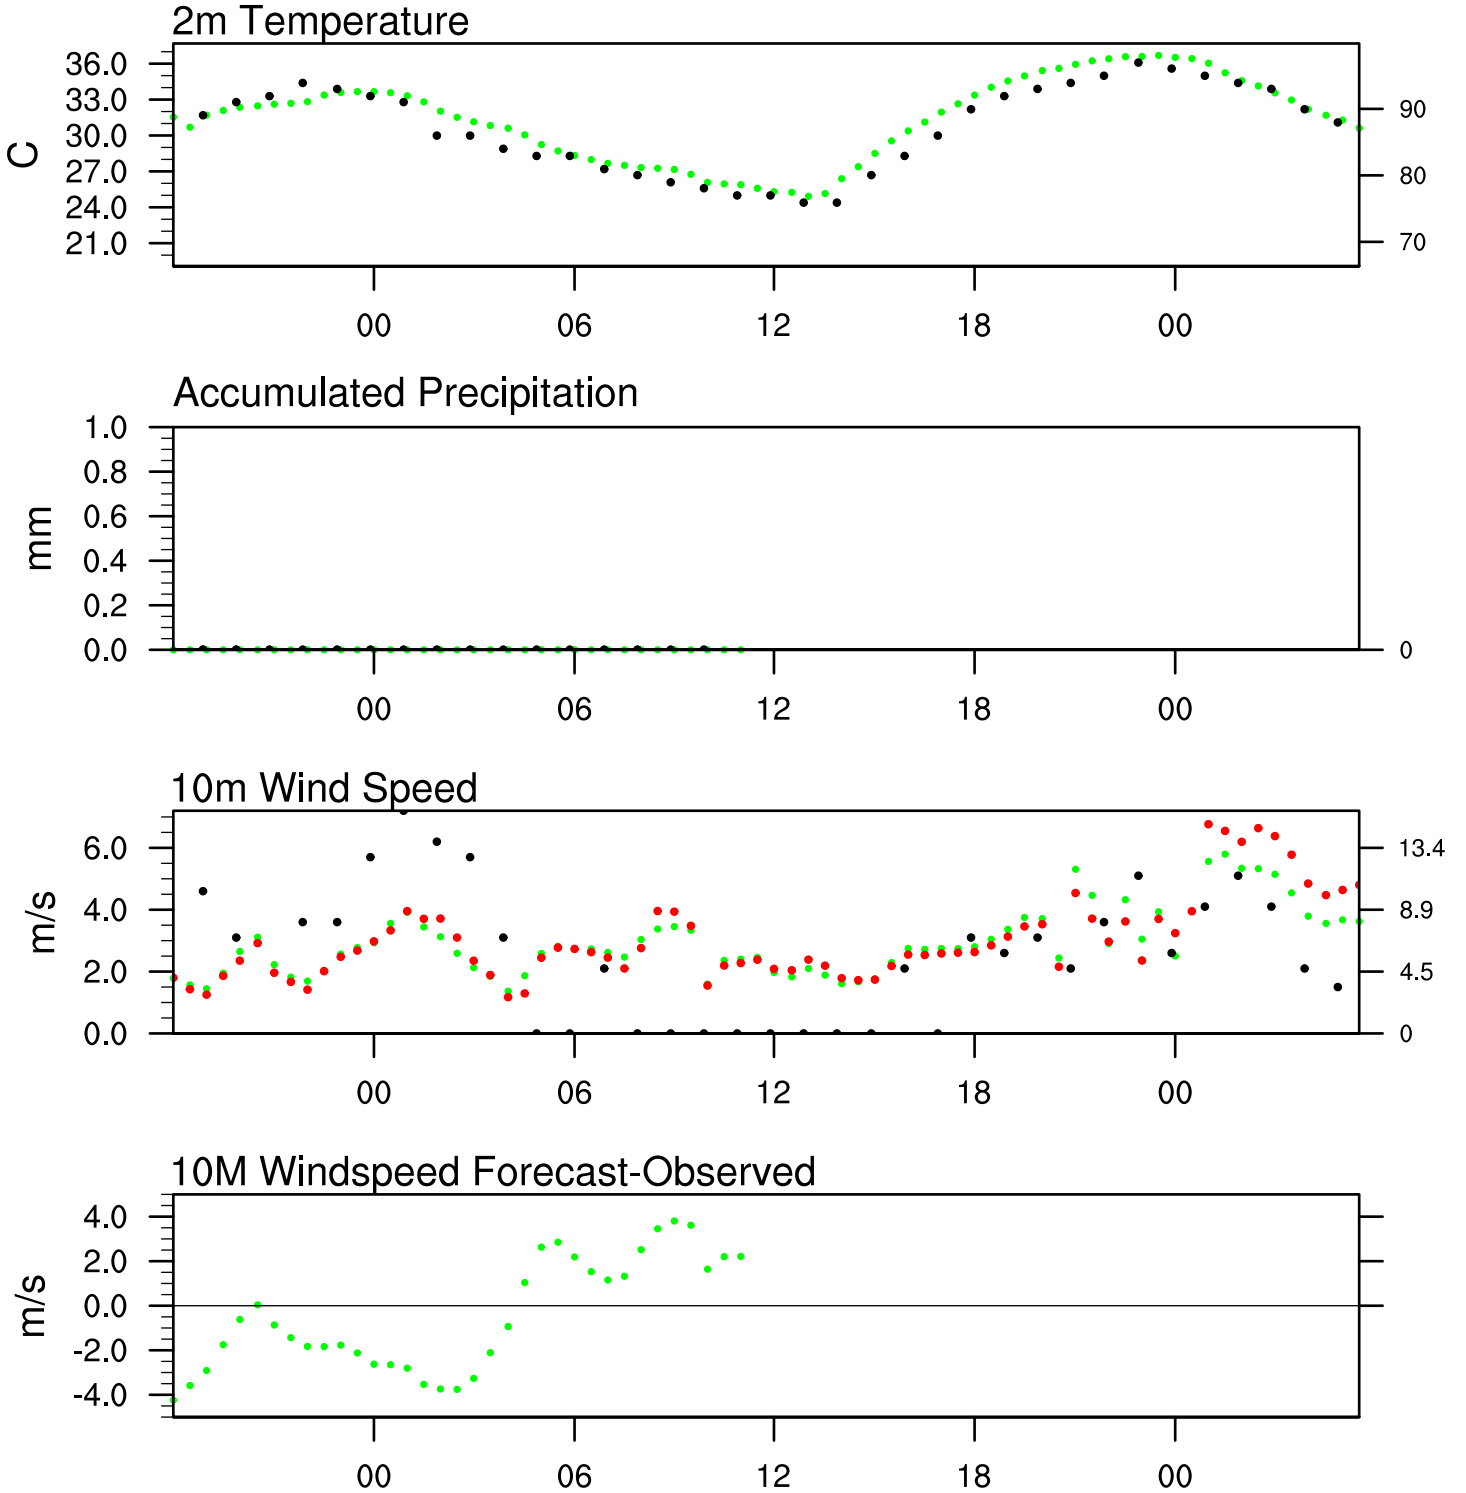 2m Temperature
36.0
33.0
30.0
27.0
24.0
21.0
C
90
80
70
00 06 12 18 00
Accumulated Precipitation
1.0
0.8
0.6
0.4
0.2
0.0
mm
0
00 06 12 18 00
10m Wind Speed
6.0
4.0
2.0
0.0
m/s
13.4
8.9
4.5
0
00 06 12 18 00
10M Windspeed Forecast-Observed
4.0
2.0
0.0
-2.0
-4.0
m/s
00 06 12 18 00